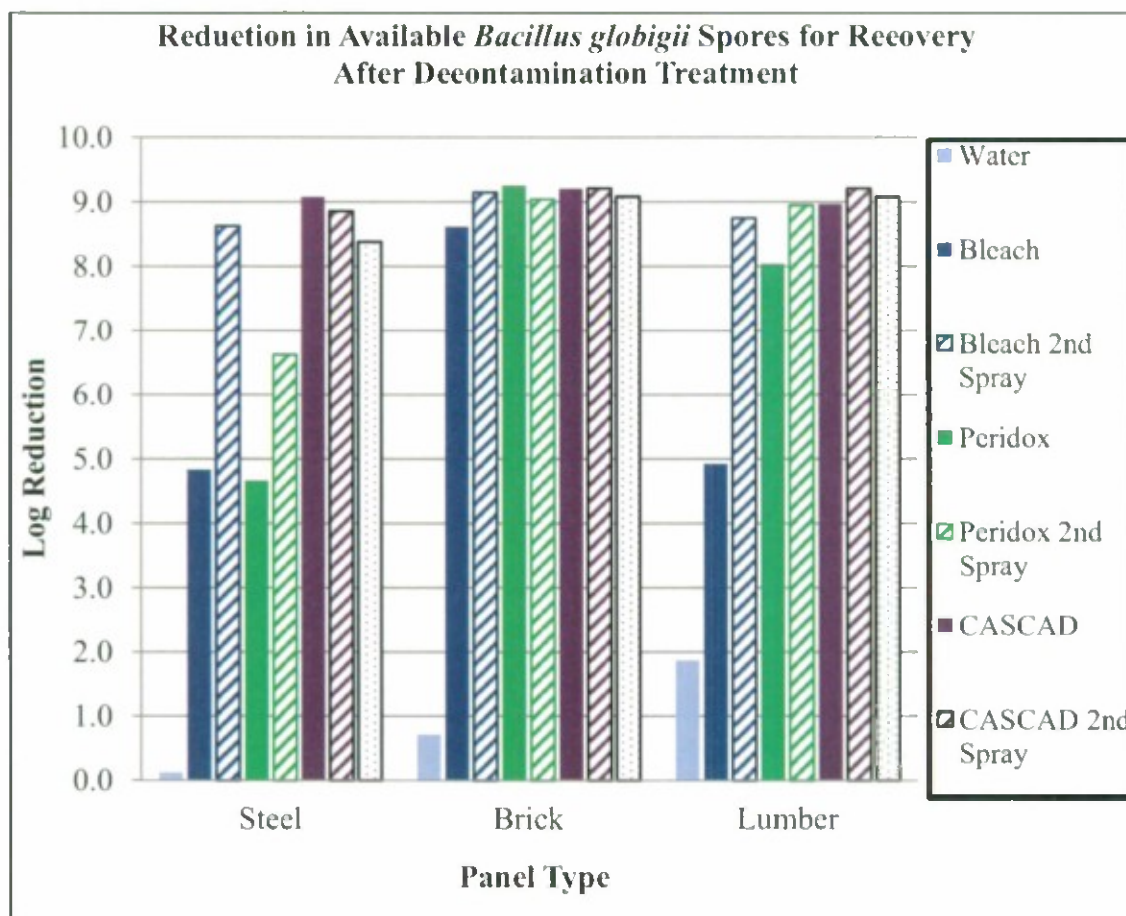 Reduction in Available Bacillus globigii Spores for Recovery
After Decontamination Treatment
10.0
9.0
8.0
7.0
6.0
5.0
4.0
3.0
2.0
1.0
0.0
Log Reduction
Steel
Brick
Lumber
Panel Type
Water
Bleach
Bleach 2nd
Spray
Peridox
Peridox 2nd
Spray
CASCAD
CASCAD 2nd
Spray